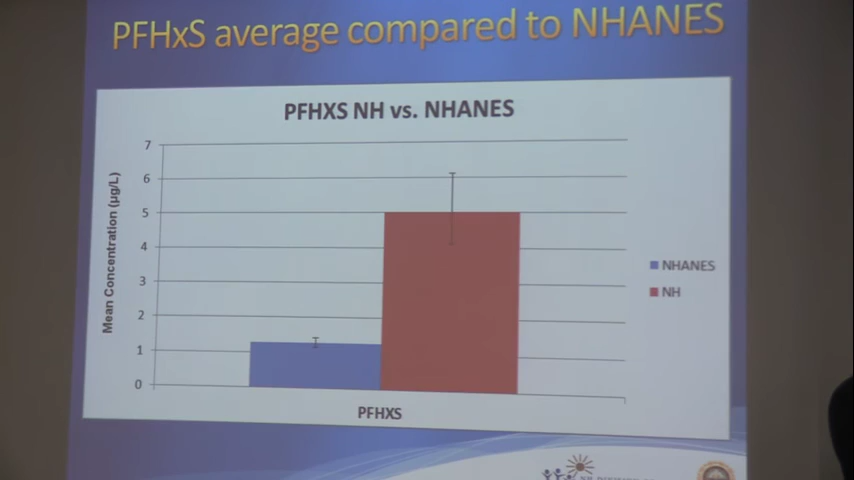 PFHxS average compared to NHANES
PFHXS NH vs. NHANES
7
6
5
4
3
2
1
0
Mean Concentration (µg/L)
PFHXS
NHANES
NH